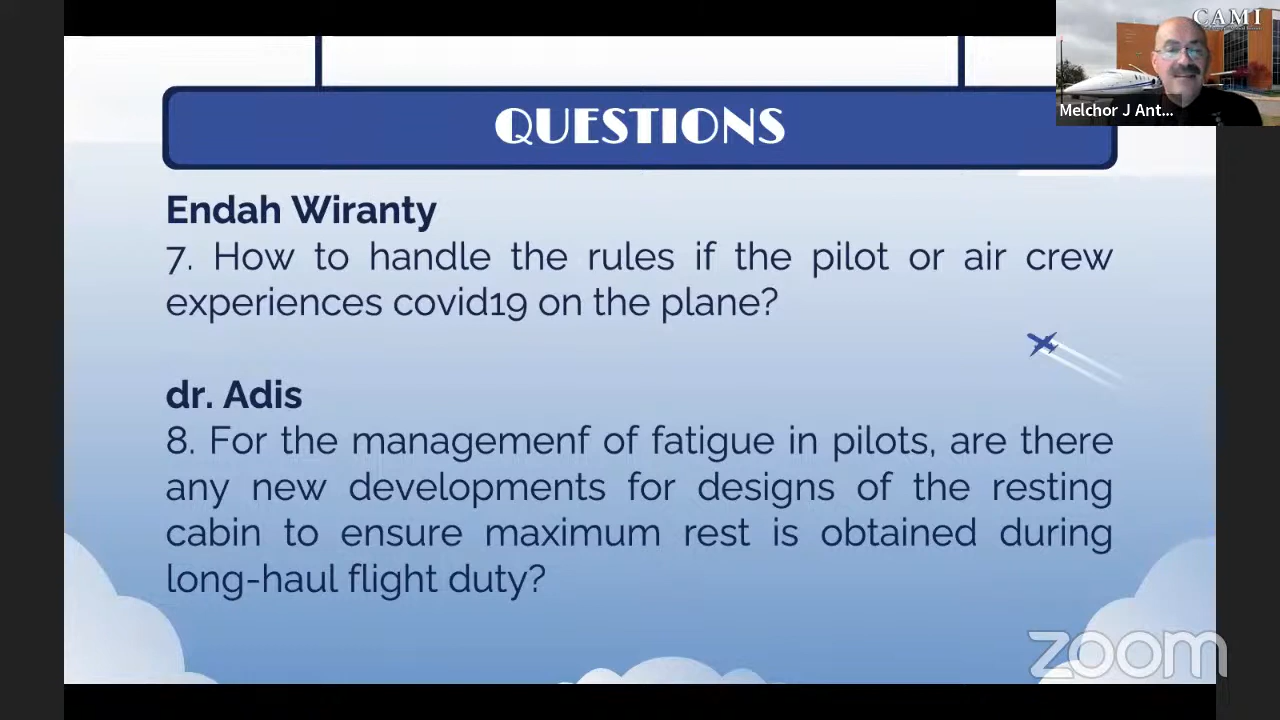 CAMI
Melchor J Ant...
QUESTIONS
Endah Wiranty
7. How to handle the rules if the pilot or air crew
experiences covid19 on the plane?
dr. Adis
8. For the managemenf of fatigue in pilots, are there
any new developments for designs of the resting
cabin to ensure maximum rest is obtained during
long-haul flight duty?
zoom